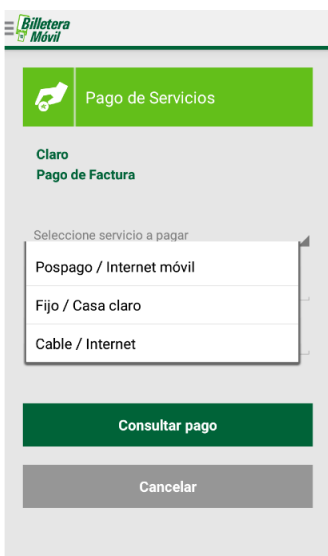 Billetera
Móvil
Pago de Servicios
Claro
Pago de Factura
Seleccione servicio a pagar
Pospago / Internet móvil
Fijo / Casa claro
Cable / Internet
Consultar pago
Cancelar